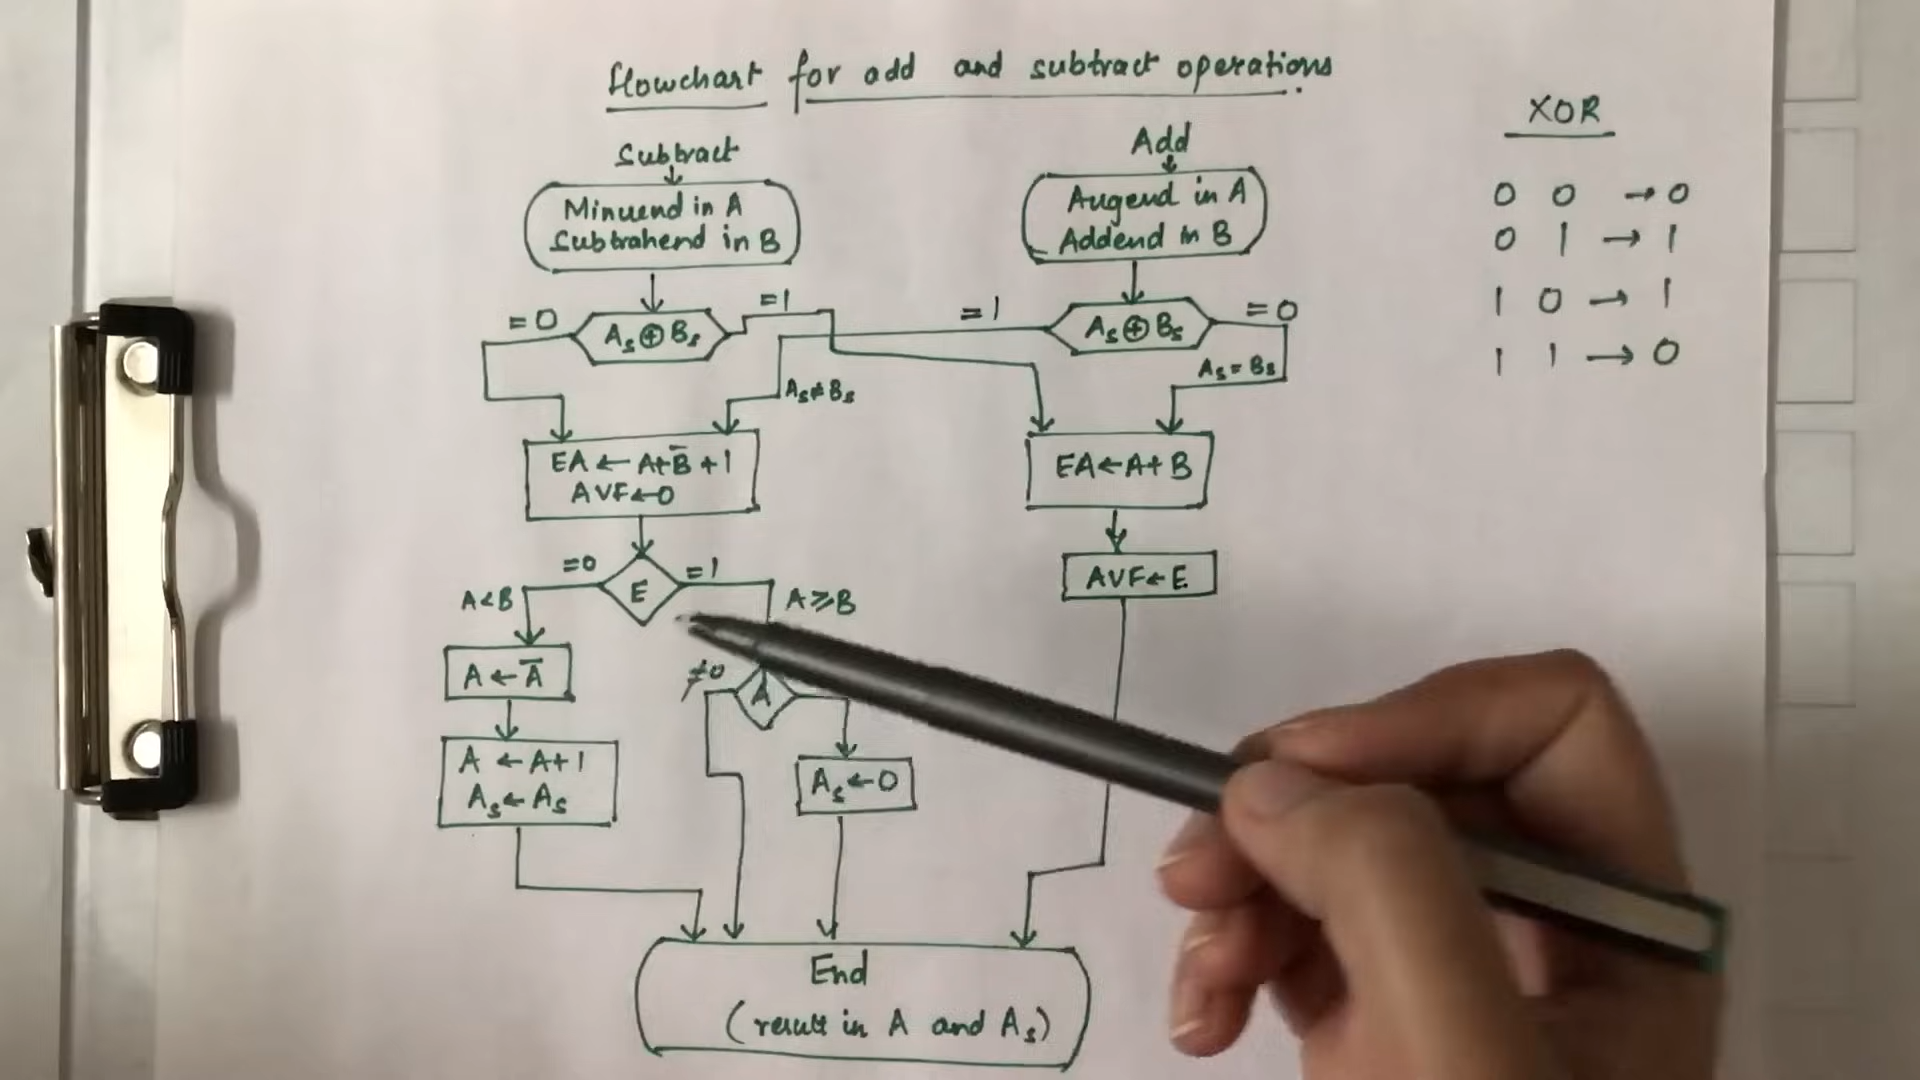 Flowchart for add and subtract operations
Subtract
Minuend in A
Subtrahend in B
=0
As ⊕ Bs
=1
Add
Augend in A
Addend in B
=1
As ⊕ Bs
=0
As ≠ Bs
As = Bs
EA ← A+B̅+1
AVF←0
EA←A+B
AVF←E
=0
E
=1
A<B
A≥B
A ← A̅
A ← A+1
As ← As
≠0
A
As ← 0
End
(result in A and As)
XOR
0 0 → 0
0 1 → 1
1 0 → 1
1 1 → 0